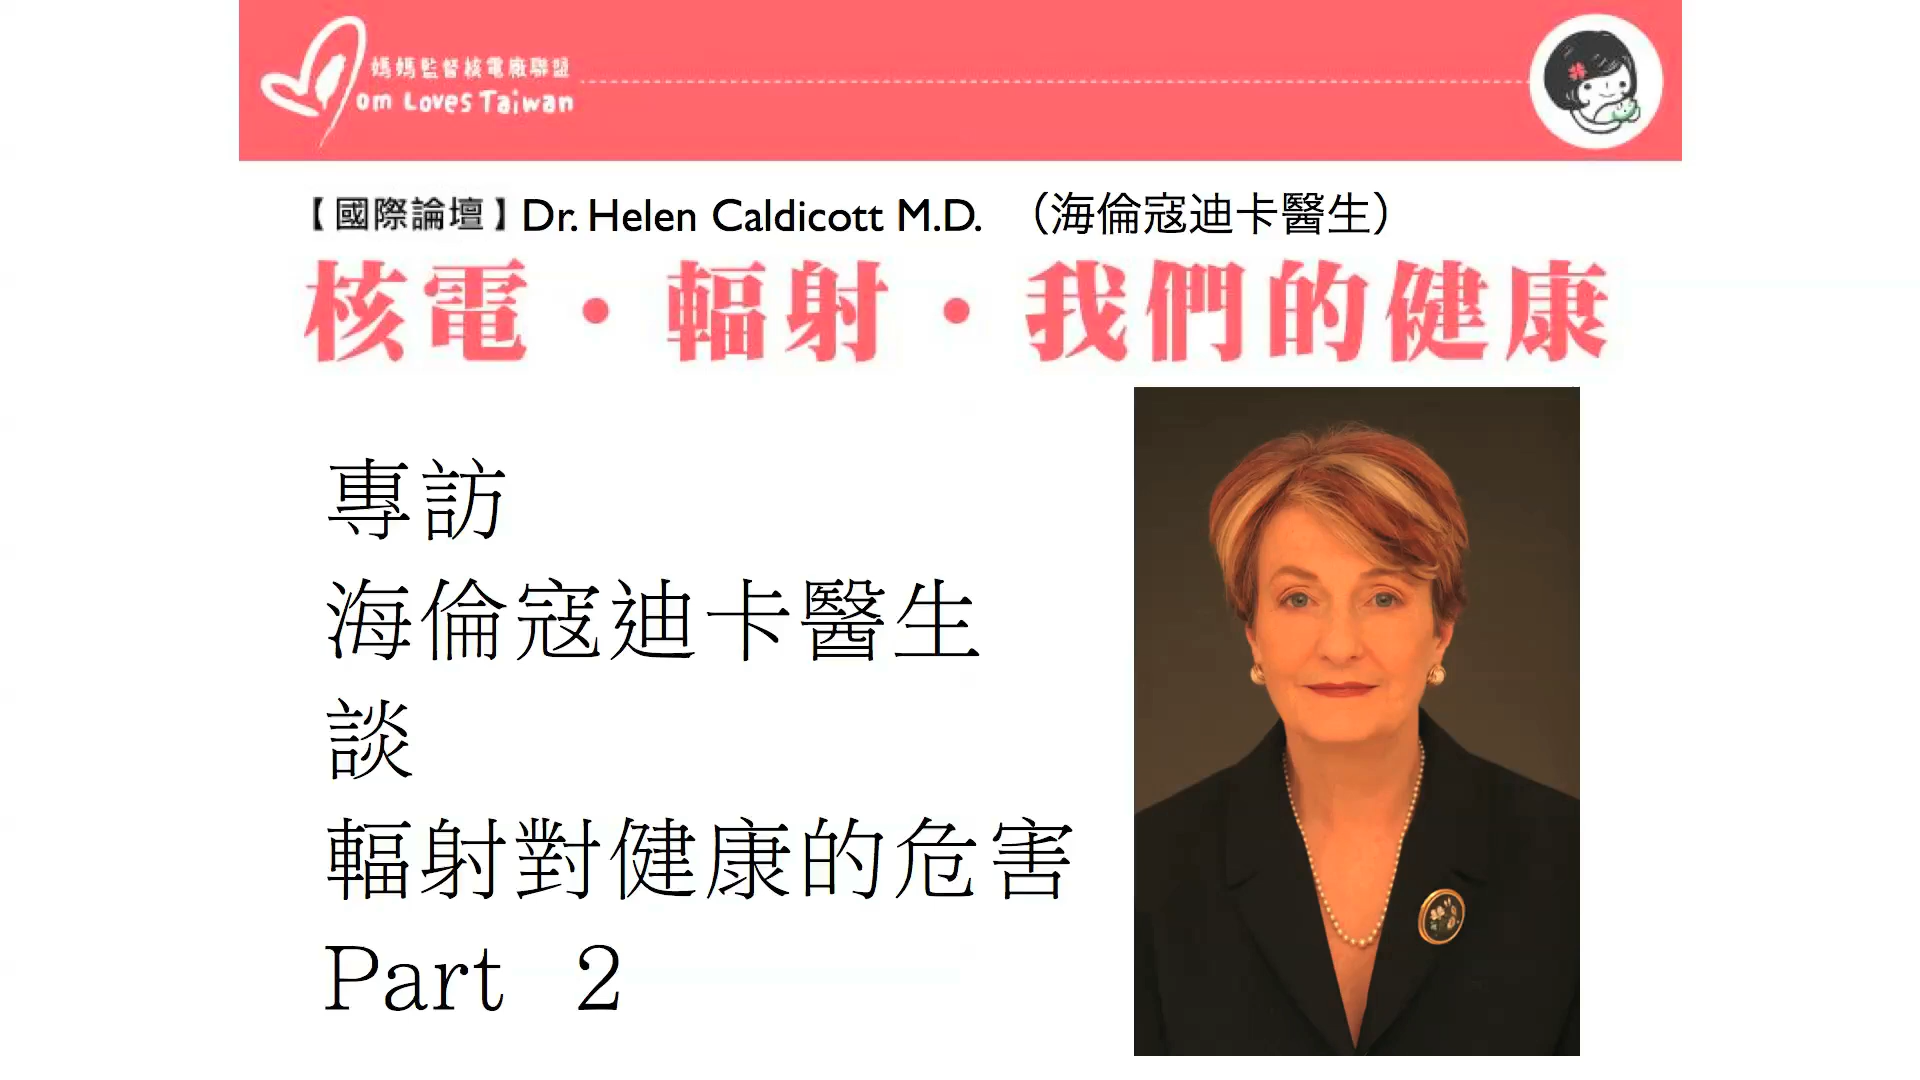 媽媽監督核電廠聯盟
Mom Loves Taiwan
【國際論壇】Dr. Helen Caldicott M.D. （海倫寇迪卡醫生）
核電・輻射・我們的健康
專訪
海倫寇迪卡醫生
談
輻射對健康的危害
Part 2